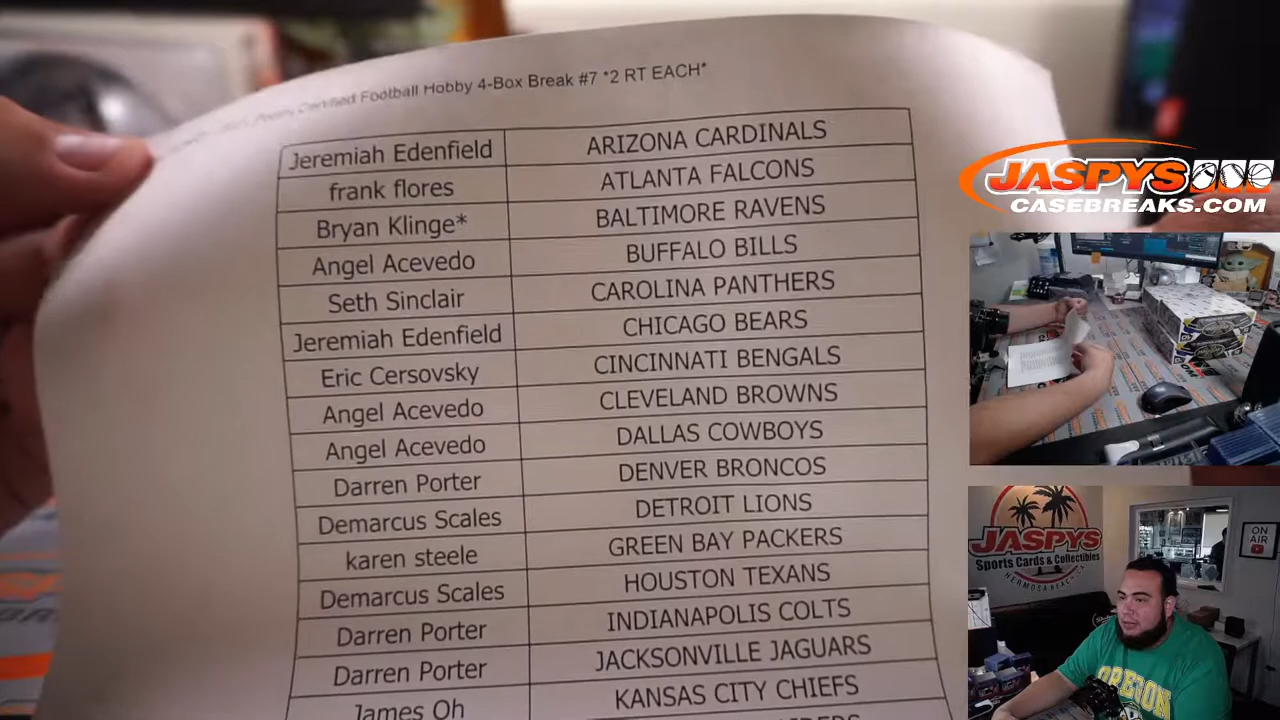 Certified Football Hobby 4-Box Break #7 *2 RT EACH*
Jeremiah Edenfield ARIZONA CARDINALS
frank flores ATLANTA FALCONS
Bryan Klinge* BALTIMORE RAVENS
Angel Acevedo BUFFALO BILLS
Seth Sinclair CAROLINA PANTHERS
Jeremiah Edenfield CHICAGO BEARS
Eric Cersovsky CINCINNATI BENGALS
Angel Acevedo CLEVELAND BROWNS
Angel Acevedo DALLAS COWBOYS
Darren Porter DENVER BRONCOS
Demarcus Scales DETROIT LIONS
karen steele GREEN BAY PACKERS
Demarcus Scales HOUSTON TEXANS
Darren Porter INDIANAPOLIS COLTS
Darren Porter JACKSONVILLE JAGUARS
James Oh KANSAS CITY CHIEFS
JASPYS
CASEBREAKS.COM
JASPYS
Sports Cards & Collectibles
HERMOSA BEACH, CA
ON
AIR
OREGON